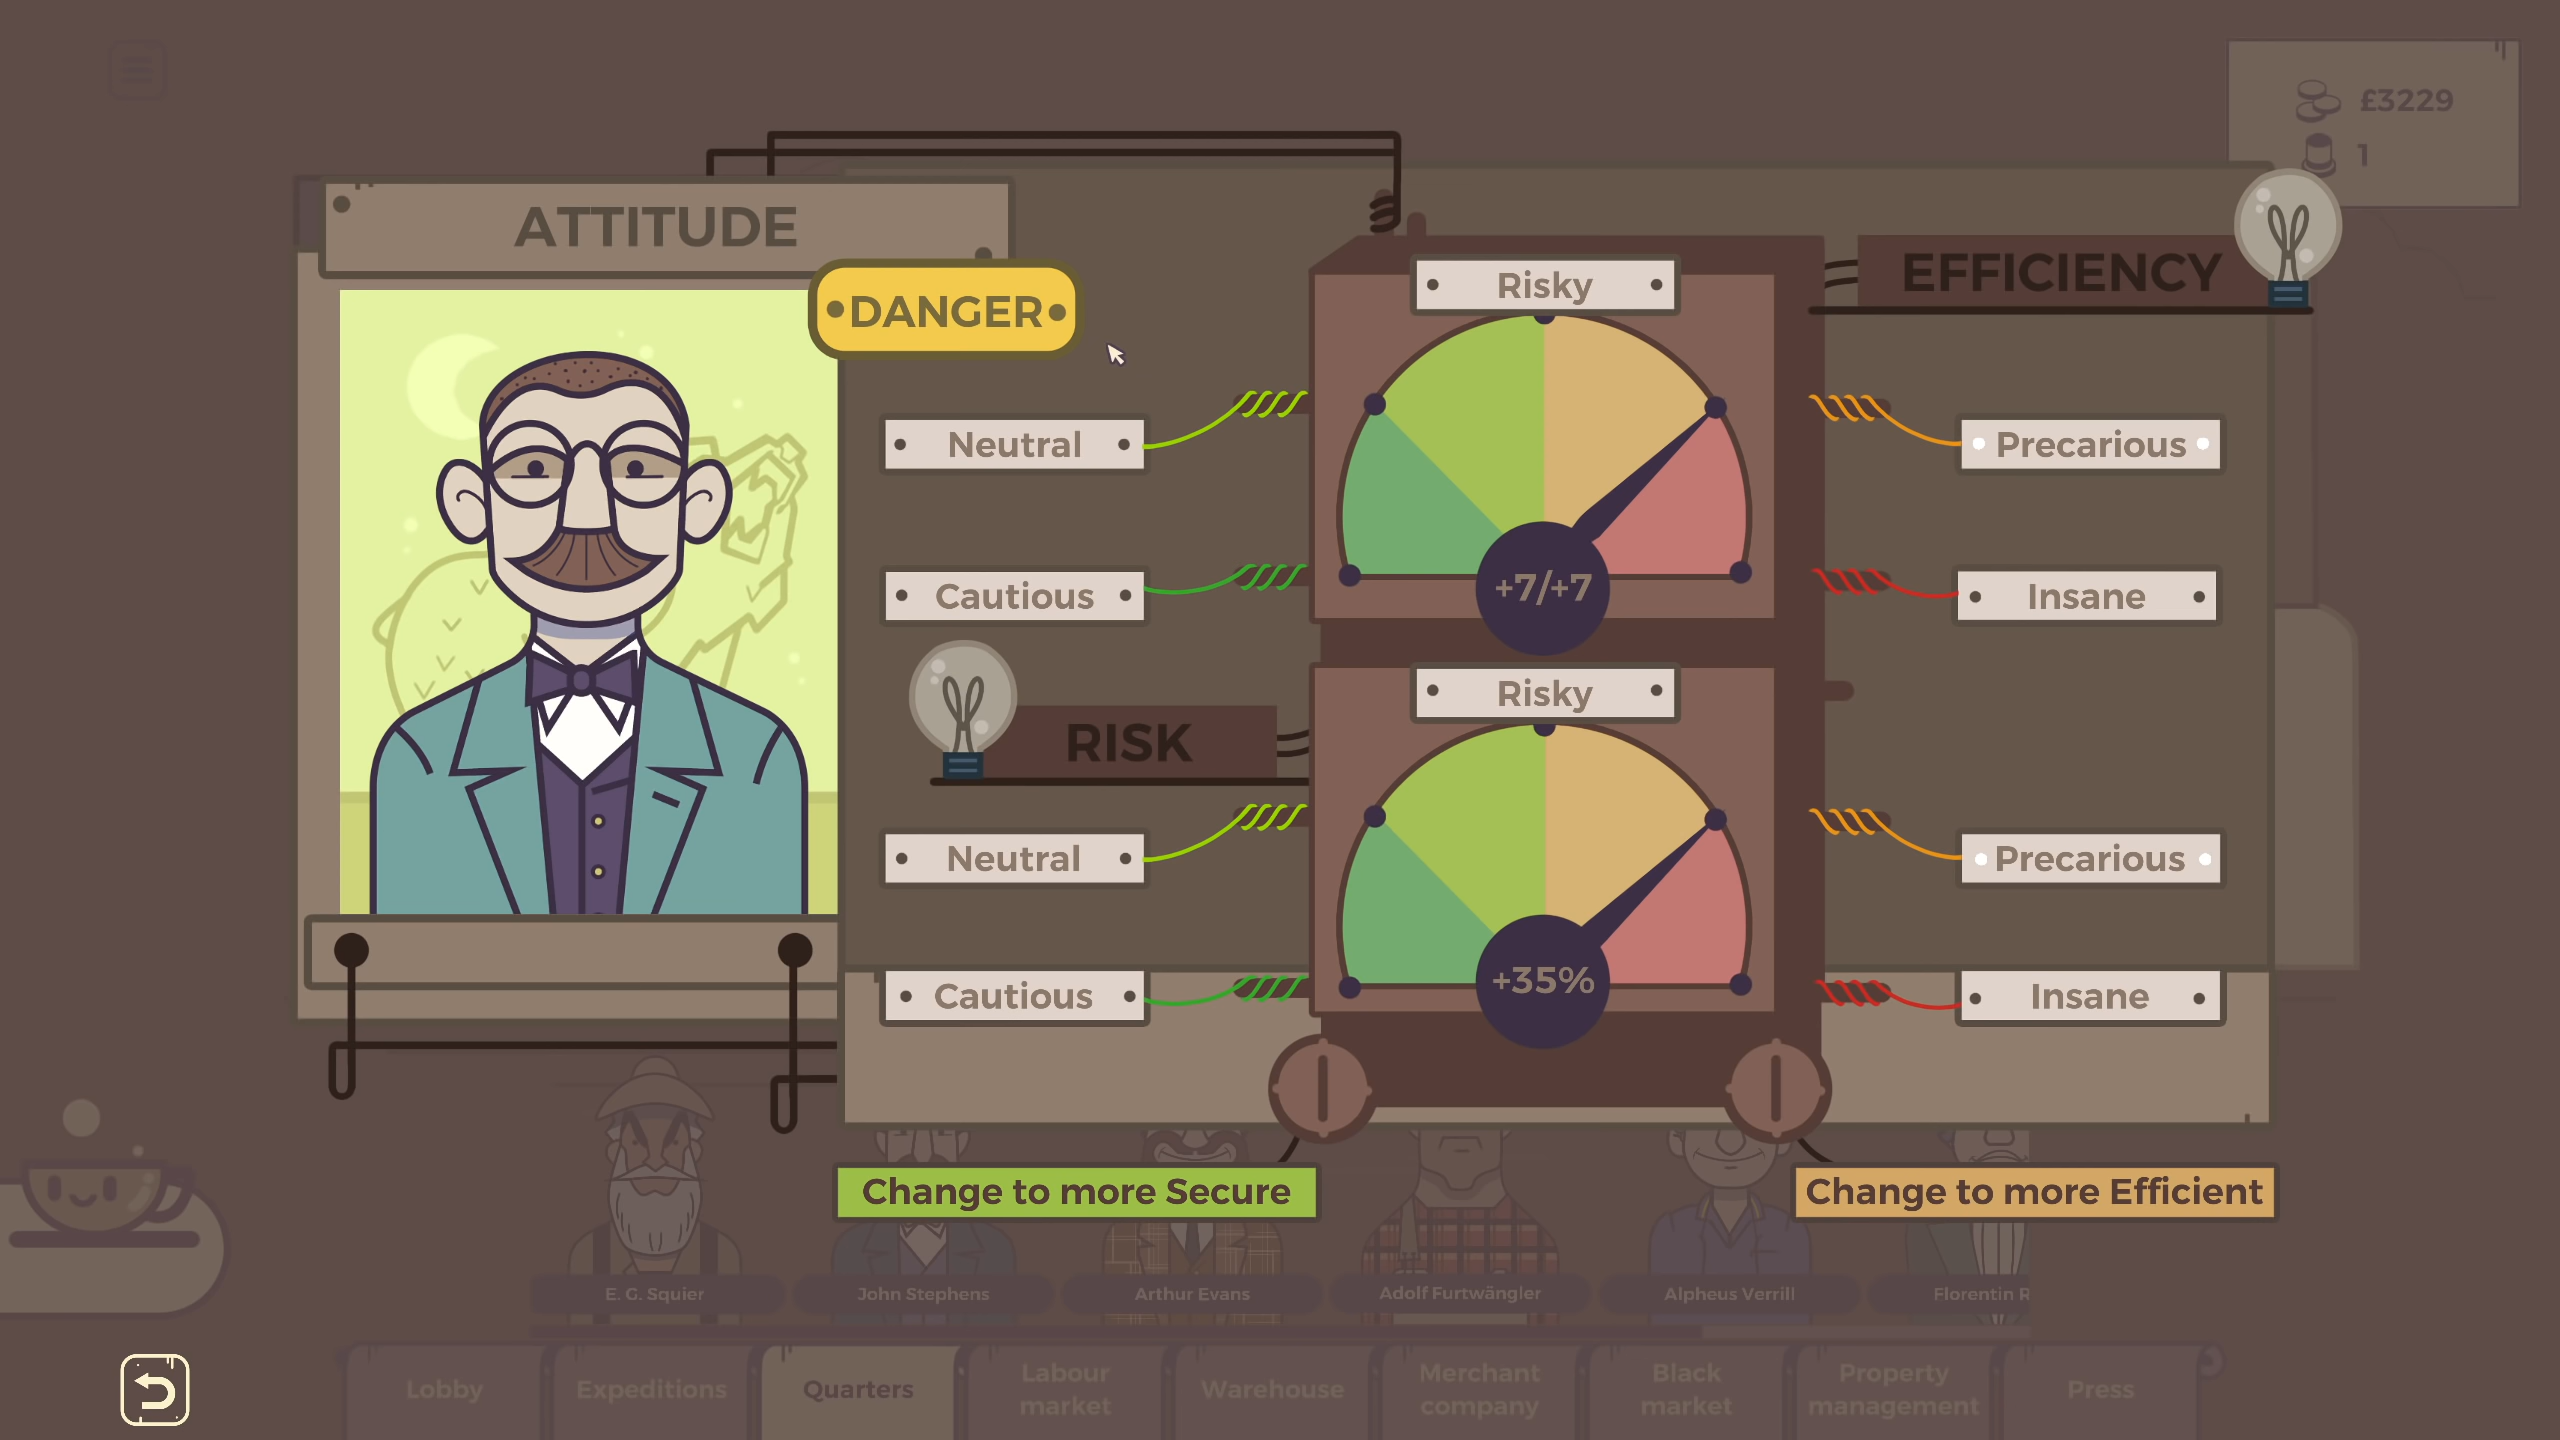 £3229
1
ATTITUDE
DANGER
Risky
EFFICIENCY
Neutral
Precarious
Cautious
+7/+7
Insane
Risky
RISK
Neutral
Precarious
+35%
Cautious
Insane
Change to more Secure
Change to more Efficient
E. G. Squier
John Stephens
Arthur Evans
Adolf Furtwängler
Alpheus Verrill
Florentin R
Lobby
Expeditions
Quarters
Labour
market
Warehouse
Merchant
company
Black
market
Property
management
Press